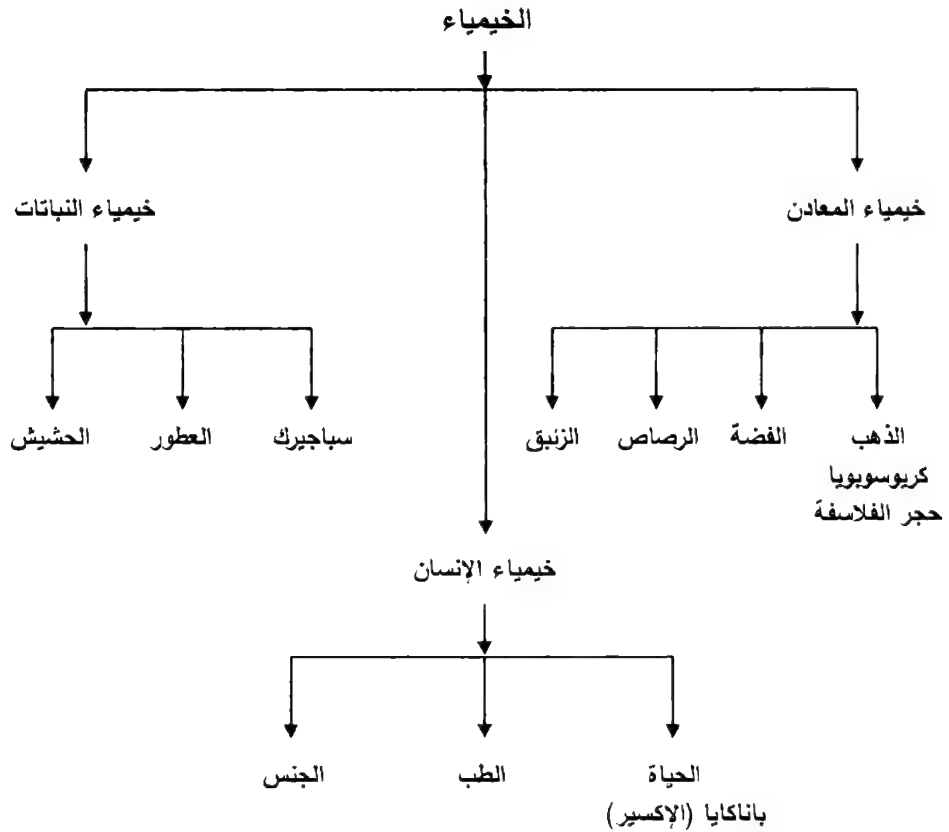 الخيمياء
خيمياء المعادن
خيمياء النباتات
الذهب
كريوسوبويا
حجر الفلاسفة
الفضة
الرصاص
الزئبق
سباجيرك
العطور
الحشيش
خيمياء الإنسان
الحياة
باناكايا (الإكسير)
الطب
الجنس